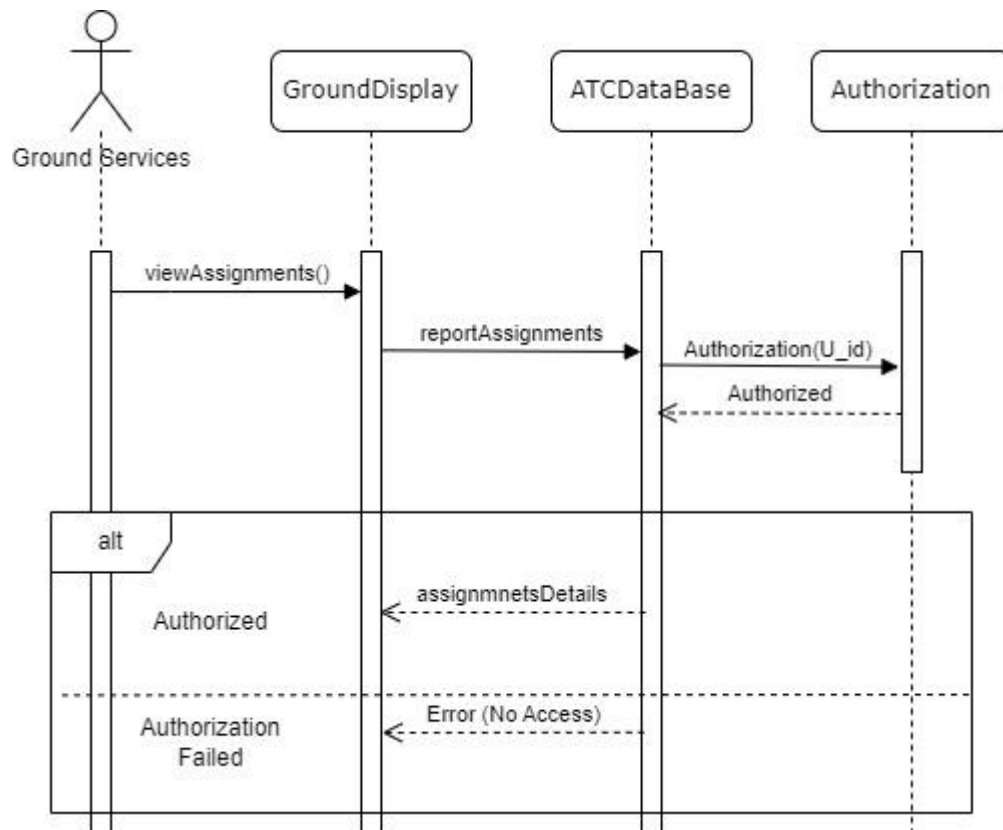 GroundDisplay
ATCDataBase
Authorization
Ground Services
viewAssignments()
reportAssignments
Authorization(U_id)
Authorized
alt
assignmnetsDetails
Authorized
Error (No Access)
Authorization
Failed